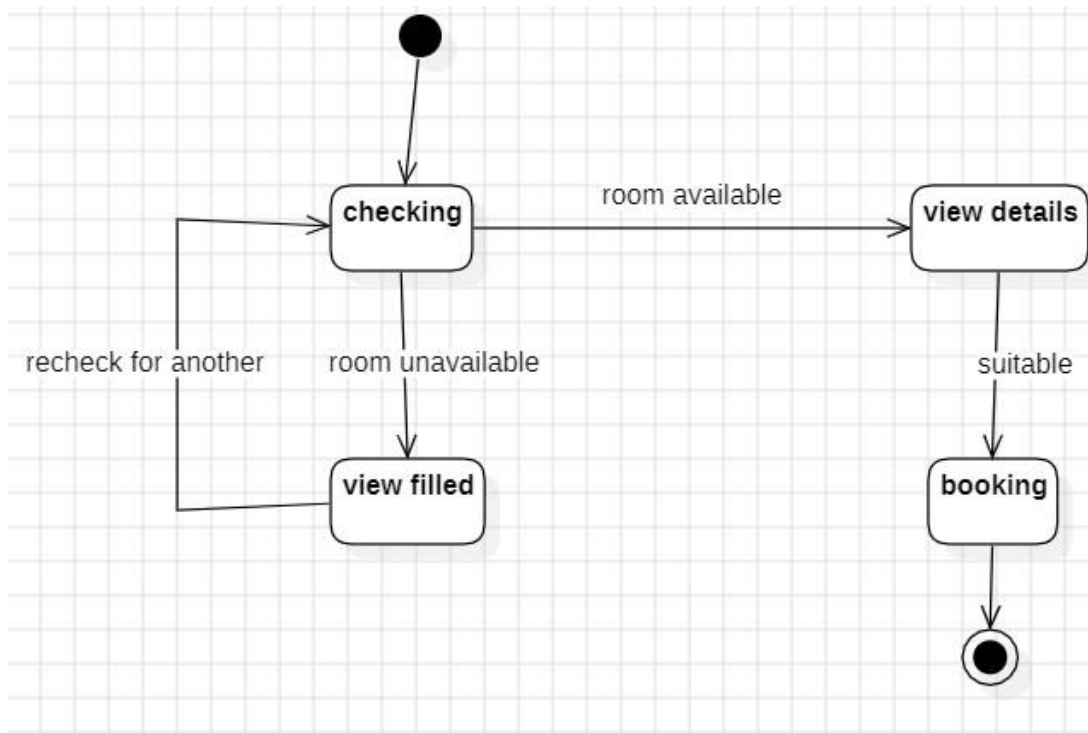 checking
room available
view details
recheck for another
room unavailable
suitable
view filled
booking